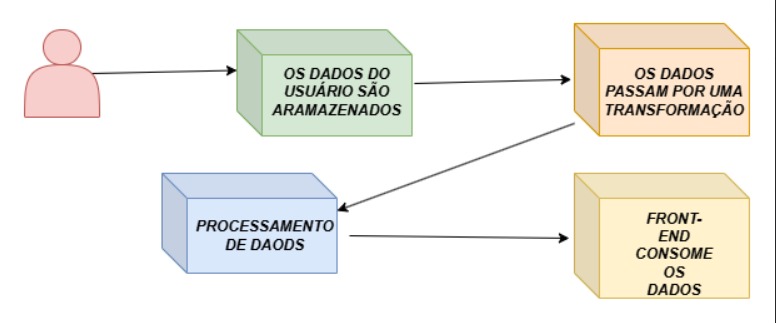 OS DADOS DO
USUÁRIO SÃO
ARAMAZENADOS
OS DADOS
PASSAM POR UMA
TRANSFORMAÇÃO
PROCESSAMENTO
DE DAODS
FRONT-
END
CONSOME
OS
DADOS